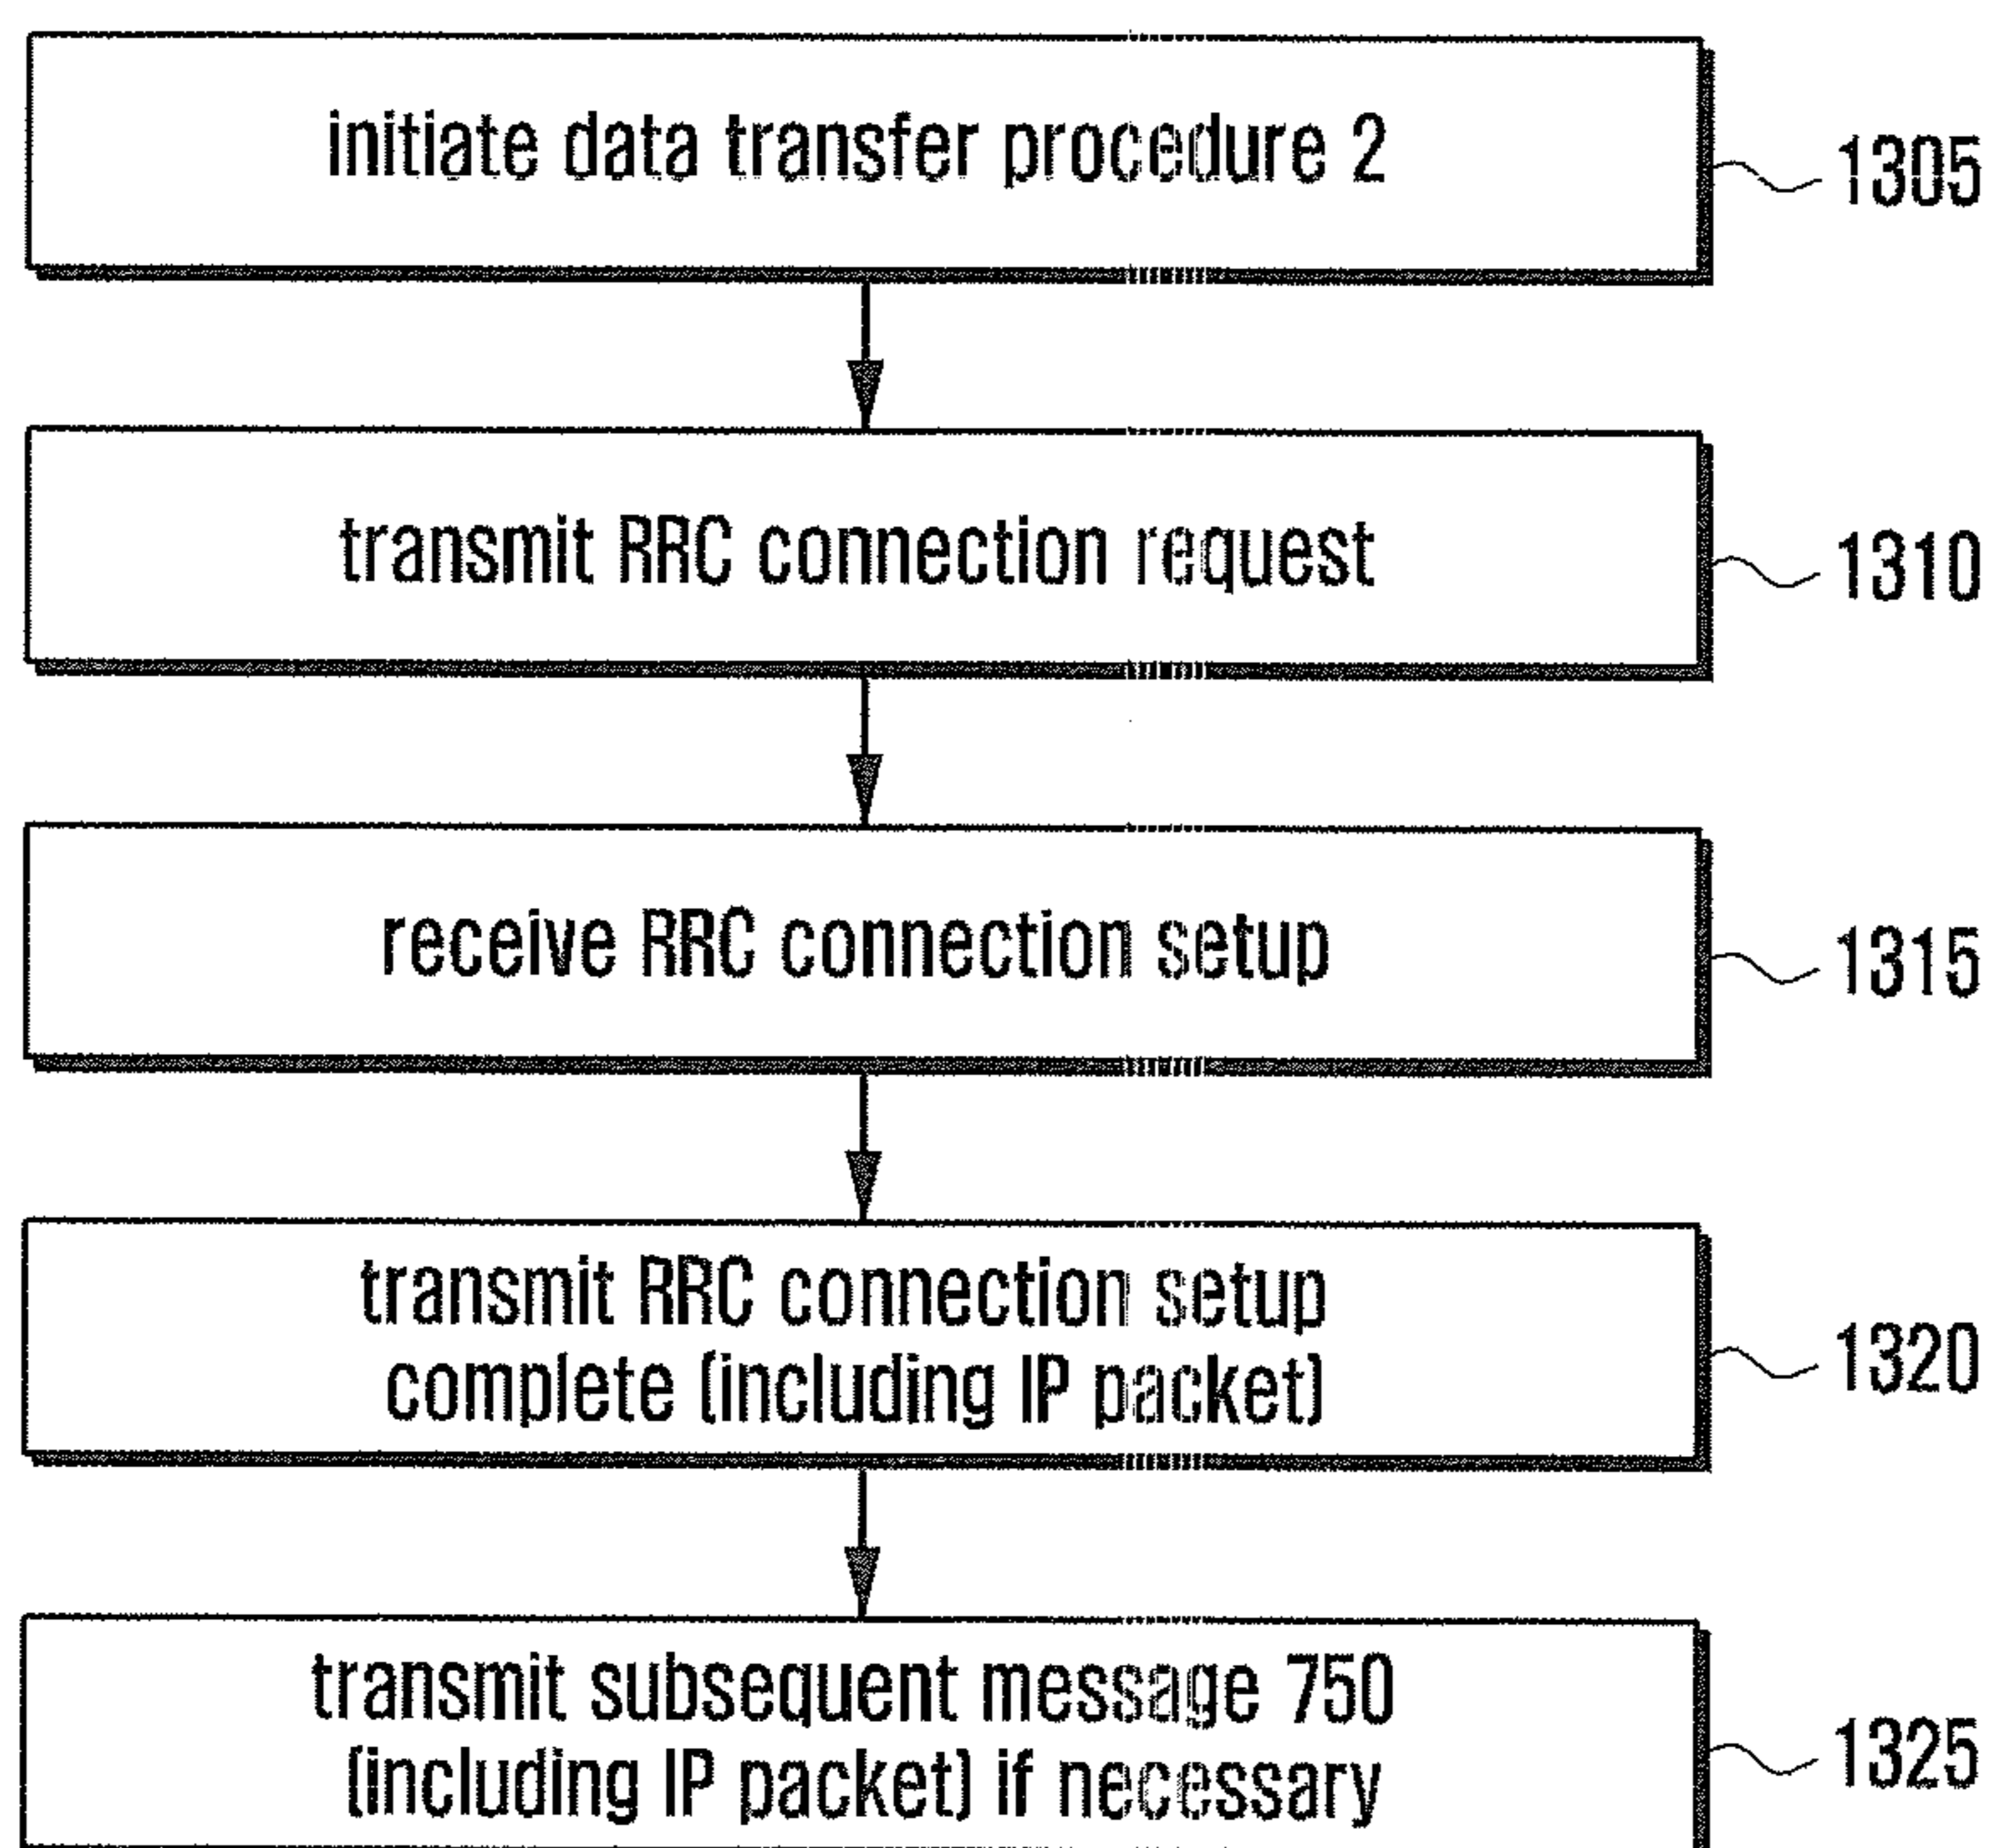 initiate data transfer procedure 2
1305
transmit RRC connection request
1310
receive RRC connection setup
1315
transmit RRC connection setup
complete (including IP packet)
1320
transmit subsequent message 750
(including IP packet) if necessary
1325